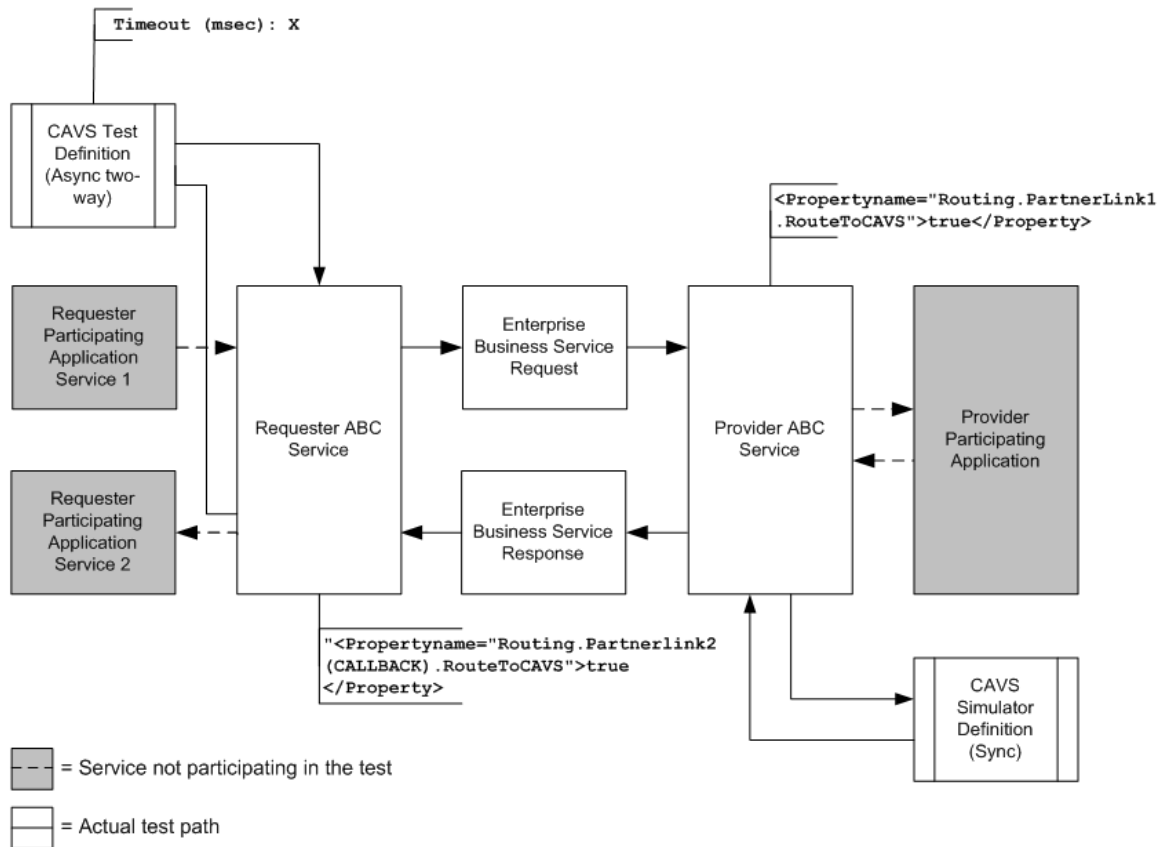 Timeout (msec): X
CAVS Test
Definition
(Async two-
way)
<Propertyname="Routing.PartnerLink1
.RouteToCAVS">true</Property>
Requester
Participating
Application
Service 1
Requester ABC
Service
Enterprise
Business Service
Request
Provider ABC
Service
Provider
Participating
Application
Requester
Participating
Application
Service 2
Enterprise
Business Service
Response
"<Propertyname="Routing.Partnerlink2
(CALLBACK).RouteToCAVS">true
</Property>
CAVS
Simulator
Definition
(Sync)
= Service not participating in the test
= Actual test path